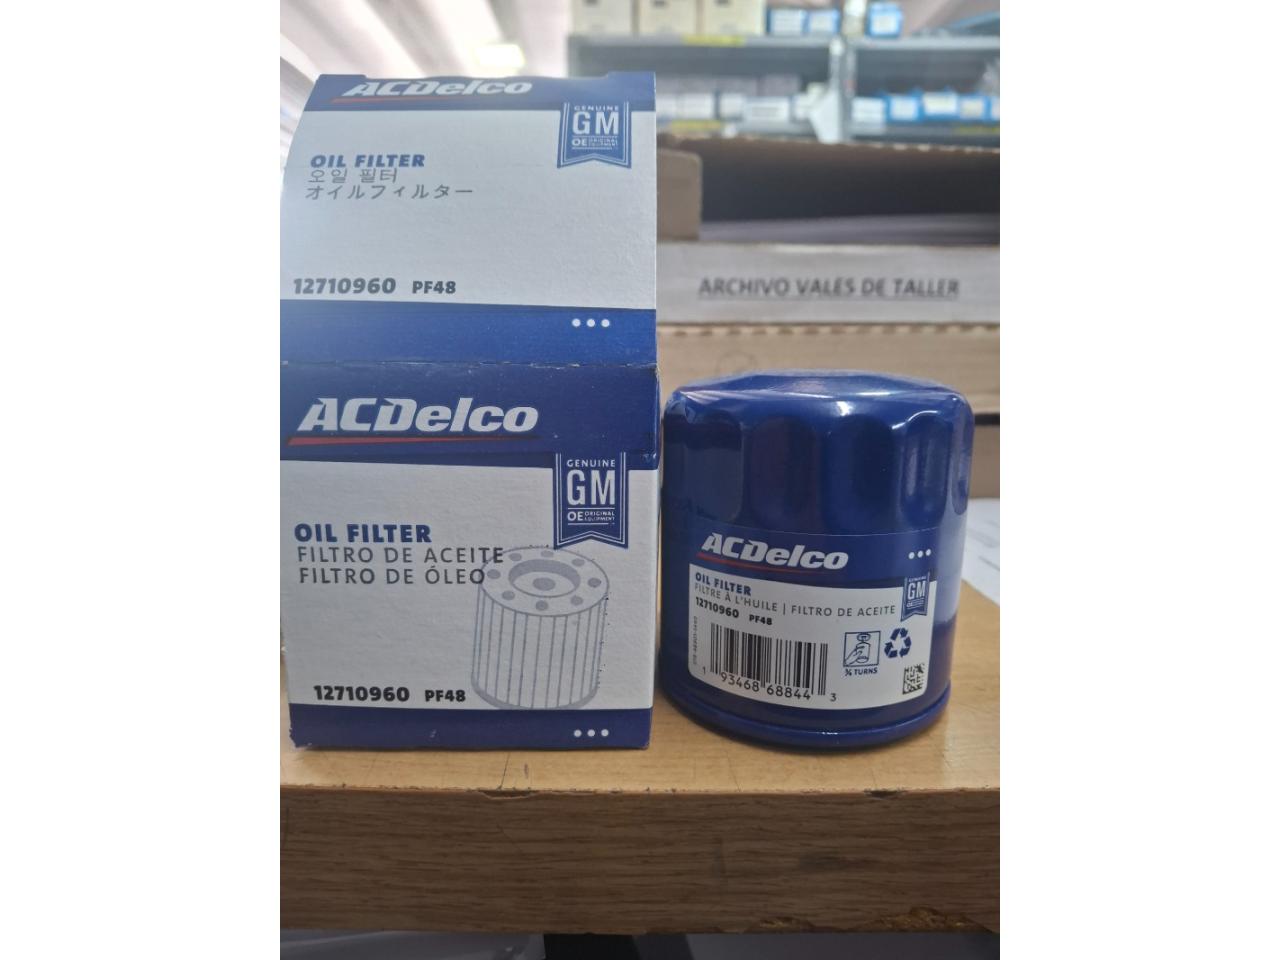 ACDelco
GENUINE
GM
OE ORIGINAL EQUIPMENT
OIL FILTER
오일 필터
オイルフィルター
12710960 PF48
ARCHIVO VALES DE TALLER
ACDelco
GENUINE
GM
OE ORIGINAL EQUIPMENT
OIL FILTER
FILTRO DE ACEITE
FILTRO DE ÓLEO
12710960 PF48
ACDelco
OIL FILTER
FILTRE À L'HUILE | FILTRO DE ACEITE
12710960 PF48
GENUINE
GM
¾ TURNS
1 93468 68844 3